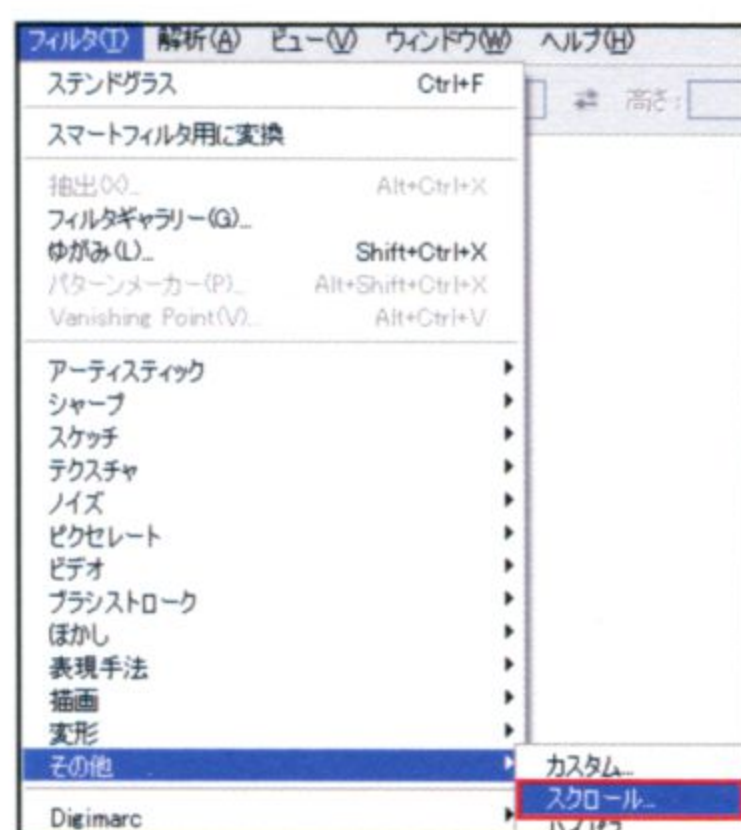 フィルタ(T) 解析(A) ビュー(V) ウィンドウ(W) ヘルプ(H)
ステンドグラス Ctrl+F
高さ:
スマートフィルタ用に変換
抽出(X)... Alt+Ctrl+X
フィルタギャラリー(G)...
ゆがみ(L)... Shift+Ctrl+X
パターンメーカー(P)... Alt+Shift+Ctrl+X
Vanishing Point(V)... Alt+Ctrl+V
アーティスティック
シャープ
スケッチ
テクスチャ
ノイズ
ピクセレート
ビデオ
ブラシストローク
ぼかし
表現手法
描画
変形
その他
カスタム...
スクロール...
ハイパス
Digimarc